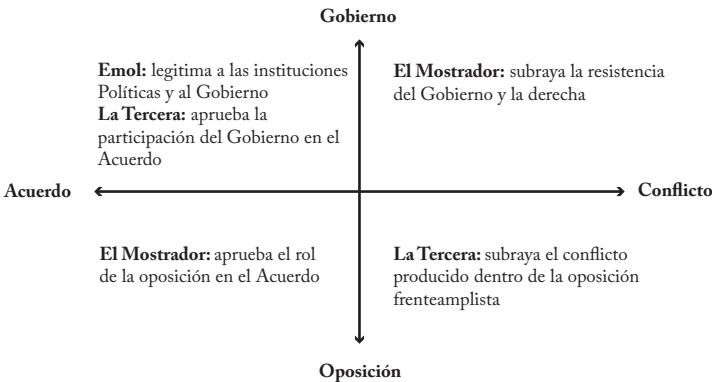 Gobierno
Emol: legitima a las instituciones
Políticas y al Gobierno
La Tercera: aprueba la
participación del Gobierno en el
Acuerdo
El Mostrador: subraya la resistencia
del Gobierno y la derecha
Acuerdo
Conflicto
El Mostrador: aprueba el rol
de la oposición en el Acuerdo
La Tercera: subraya el conflicto
producido dentro de la oposición
frenteamplista
Oposición